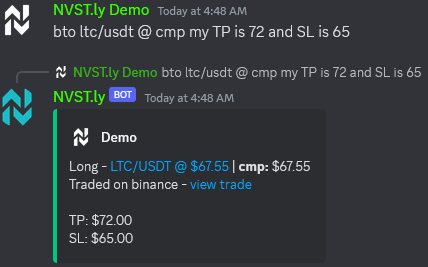 NVST.ly Demo Today at 4:48 AM
bto ltc/usdt @ cmp my TP is 72 and SL is 65
NVST.ly Demo bto ltc/usdt @ cmp my TP is 72 and SL is 65
NVST.ly BOT Today at 4:48 AM
Demo
Long - LTC/USDT @ $67.55 | cmp: $67.55
Traded on binance - view trade
TP: $72.00
SL: $65.00